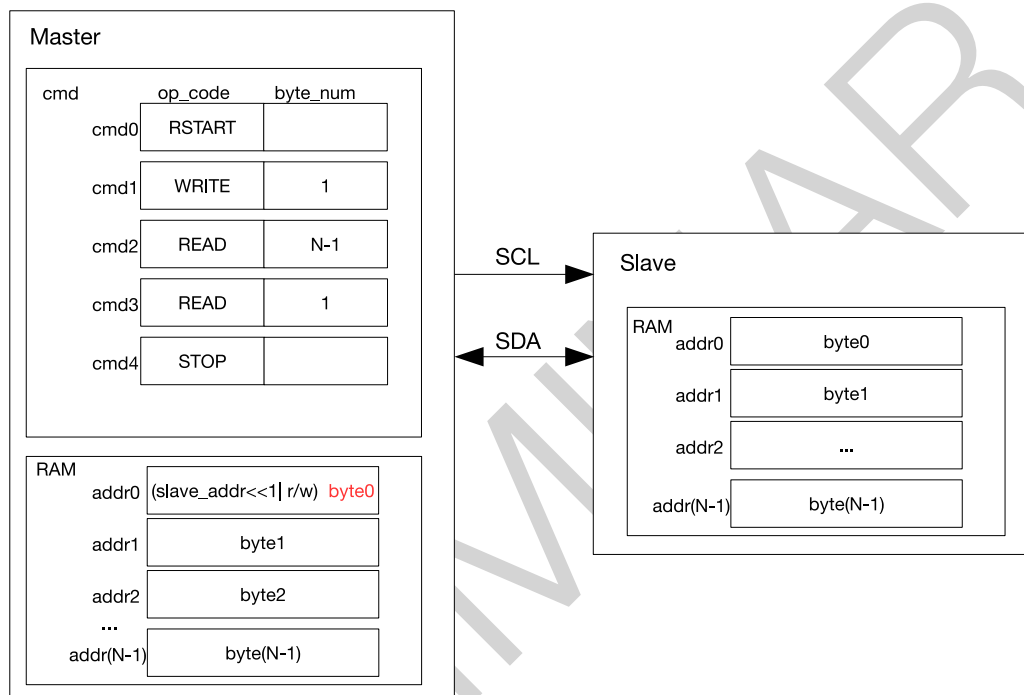 Master
cmd op_code byte_num
cmd0 RSTART
cmd1 WRITE 1
cmd2 READ N-1
cmd3 READ 1
cmd4 STOP
RAM
addr0 (slave_addr<<1| r/w) byte0
addr1 byte1
addr2 byte2
...
addr(N-1) byte(N-1)
SCL
SDA
Slave
RAM
addr0 byte0
addr1 byte1
addr2 ...
addr(N-1) byte(N-1)